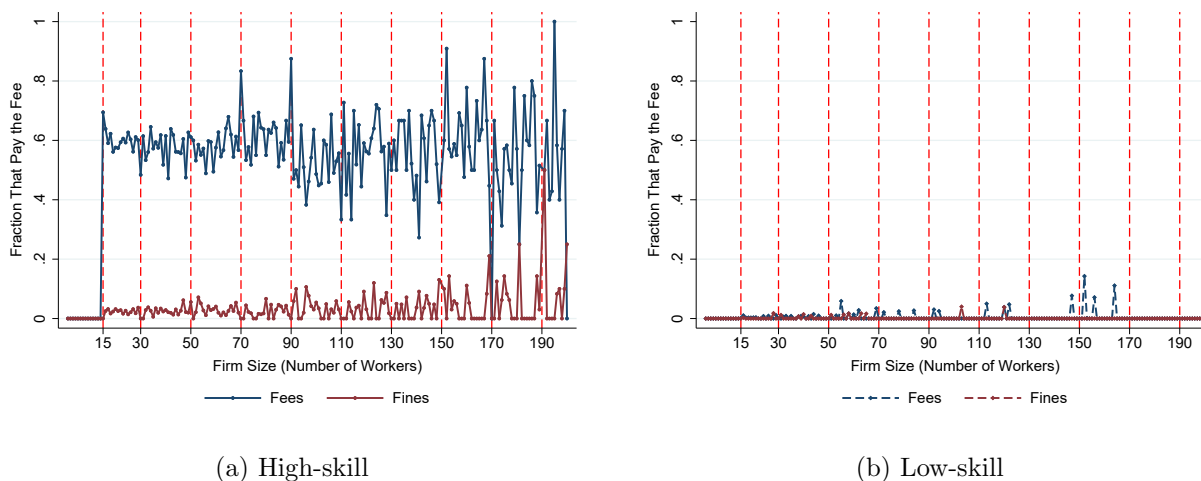 Fraction That Pay the Fee
1
.8
.6
.4
.2
0
15 30 50 70 90 110 130 150 170 190
Firm Size (Number of Workers)
Fees Fines
(a) High-skill
Fraction That Pay the Fee
1
.8
.6
.4
.2
0
15 30 50 70 90 110 130 150 170 190
Firm Size (Number of Workers)
Fees Fines
(b) Low-skill